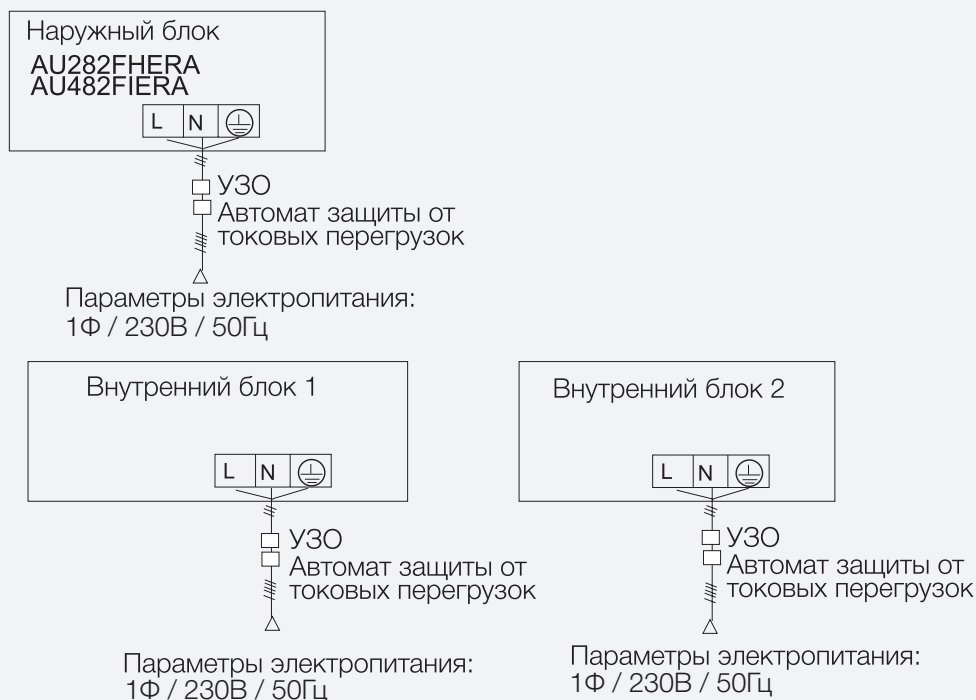 Наружный блок
AU282FHERA
AU482FIERA
L N
УЗО
Автомат защиты от
токовых перегрузок
Параметры электропитания:
1Ф / 230В / 50Гц
Внутренний блок 1
L N
УЗО
Автомат защиты от
токовых перегрузок
Параметры электропитания:
1Ф / 230В / 50Гц
Внутренний блок 2
L N
УЗО
Автомат защиты от
токовых перегрузок
Параметры электропитания:
1Ф / 230В / 50Гц